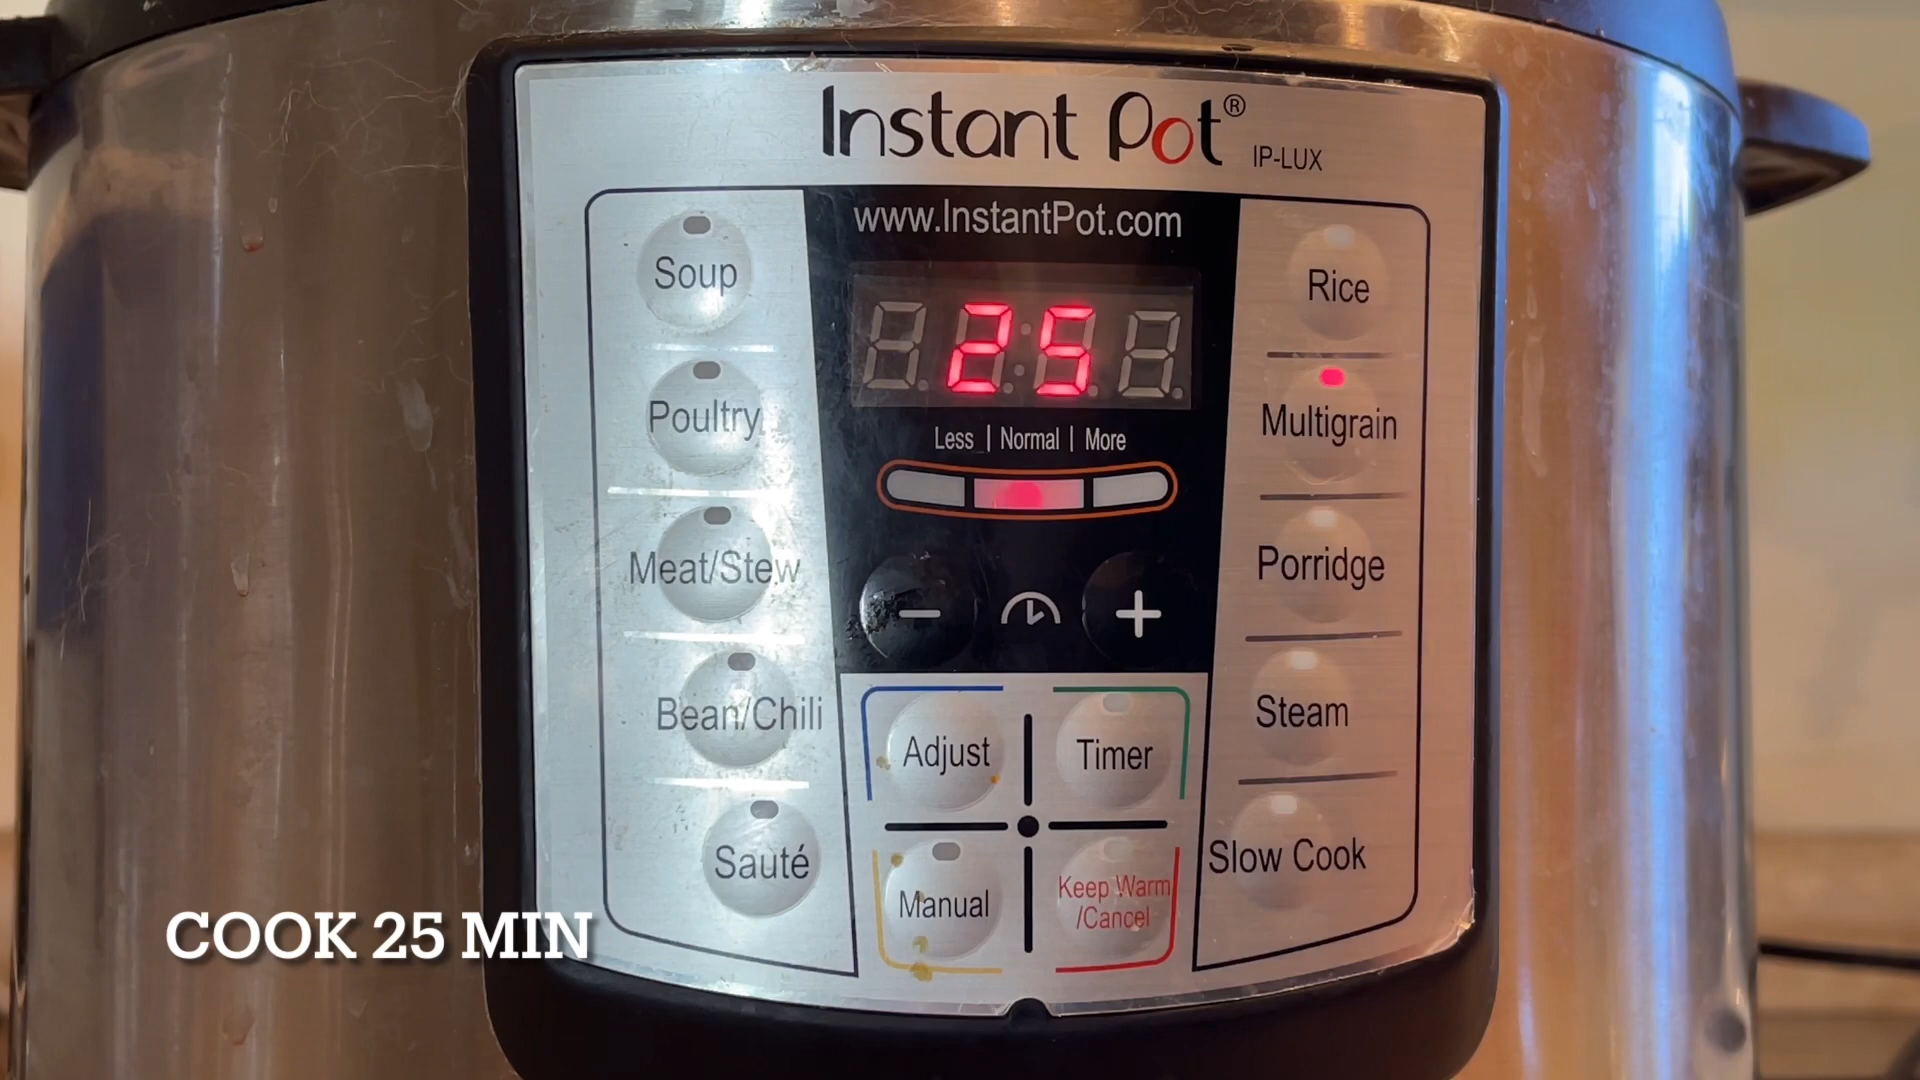 Instant Pot® IP-LUX
www.InstantPot.com
25
Less | Normal | More
Soup
Poultry
Meat/Stew
Bean/Chili
Sauté
Rice
Multigrain
Porridge
Steam
Slow Cook
- +
Adjust
Timer
Manual
Keep Warm
/Cancel
COOK 25 MIN